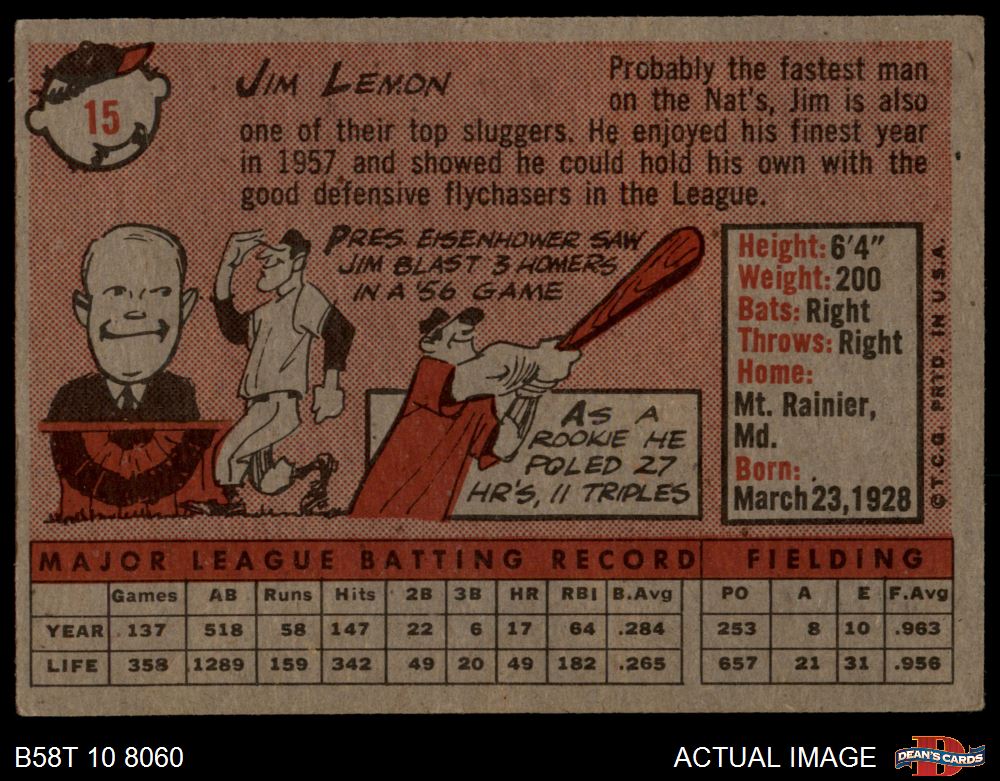 15
JIM LEMON
Probably the fastest man
on the Nat's, Jim is also
one of their top sluggers. He enjoyed his finest year
in 1957 and showed he could hold his own with the
good defensive flychasers in the League.
PRES. EISENHOWER SAW
JIM BLAST 3 HOMERS
IN A '56 GAME
AS A
ROOKIE HE
POLED 27
HR'S, 11 TRIPLES
Height: 6'4"
Weight: 200
Bats: Right
Throws: Right
Home:
Mt. Rainier,
Md.
Born:
March 23, 1928
© T.C.G. PRTD. IN U.S.A.
MAJOR LEAGUE BATTING RECORD FIELDING
Games AB Runs Hits 2B 3B HR RBI B.Avg PO A E F.Avg
YEAR 137 518 58 147 22 6 17 64 .284 253 8 10 .963
LIFE 358 1289 159 342 49 20 49 182 .265 657 21 31 .956
B58T 10 8060
ACTUAL IMAGE
D
DEAN'S CARDS